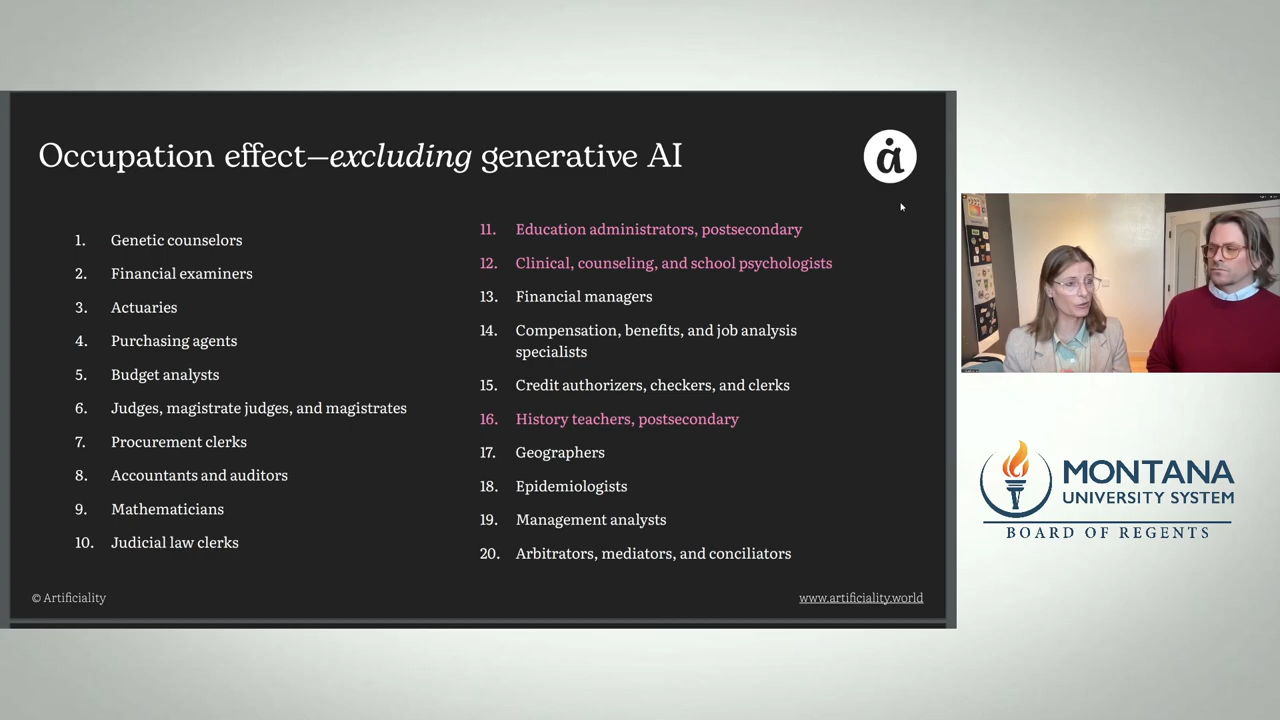 Occupation effect—excluding generative AI
ȧ
1. Genetic counselors
2. Financial examiners
3. Actuaries
4. Purchasing agents
5. Budget analysts
6. Judges, magistrate judges, and magistrates
7. Procurement clerks
8. Accountants and auditors
9. Mathematicians
10. Judicial law clerks
11. Education administrators, postsecondary
12. Clinical, counseling, and school psychologists
13. Financial managers
14. Compensation, benefits, and job analysis
specialists
15. Credit authorizers, checkers, and clerks
16. History teachers, postsecondary
17. Geographers
18. Epidemiologists
19. Management analysts
20. Arbitrators, mediators, and conciliators
© Artificiality
www.artificiality.world
MONTANA
UNIVERSITY SYSTEM
BOARD OF REGENTS